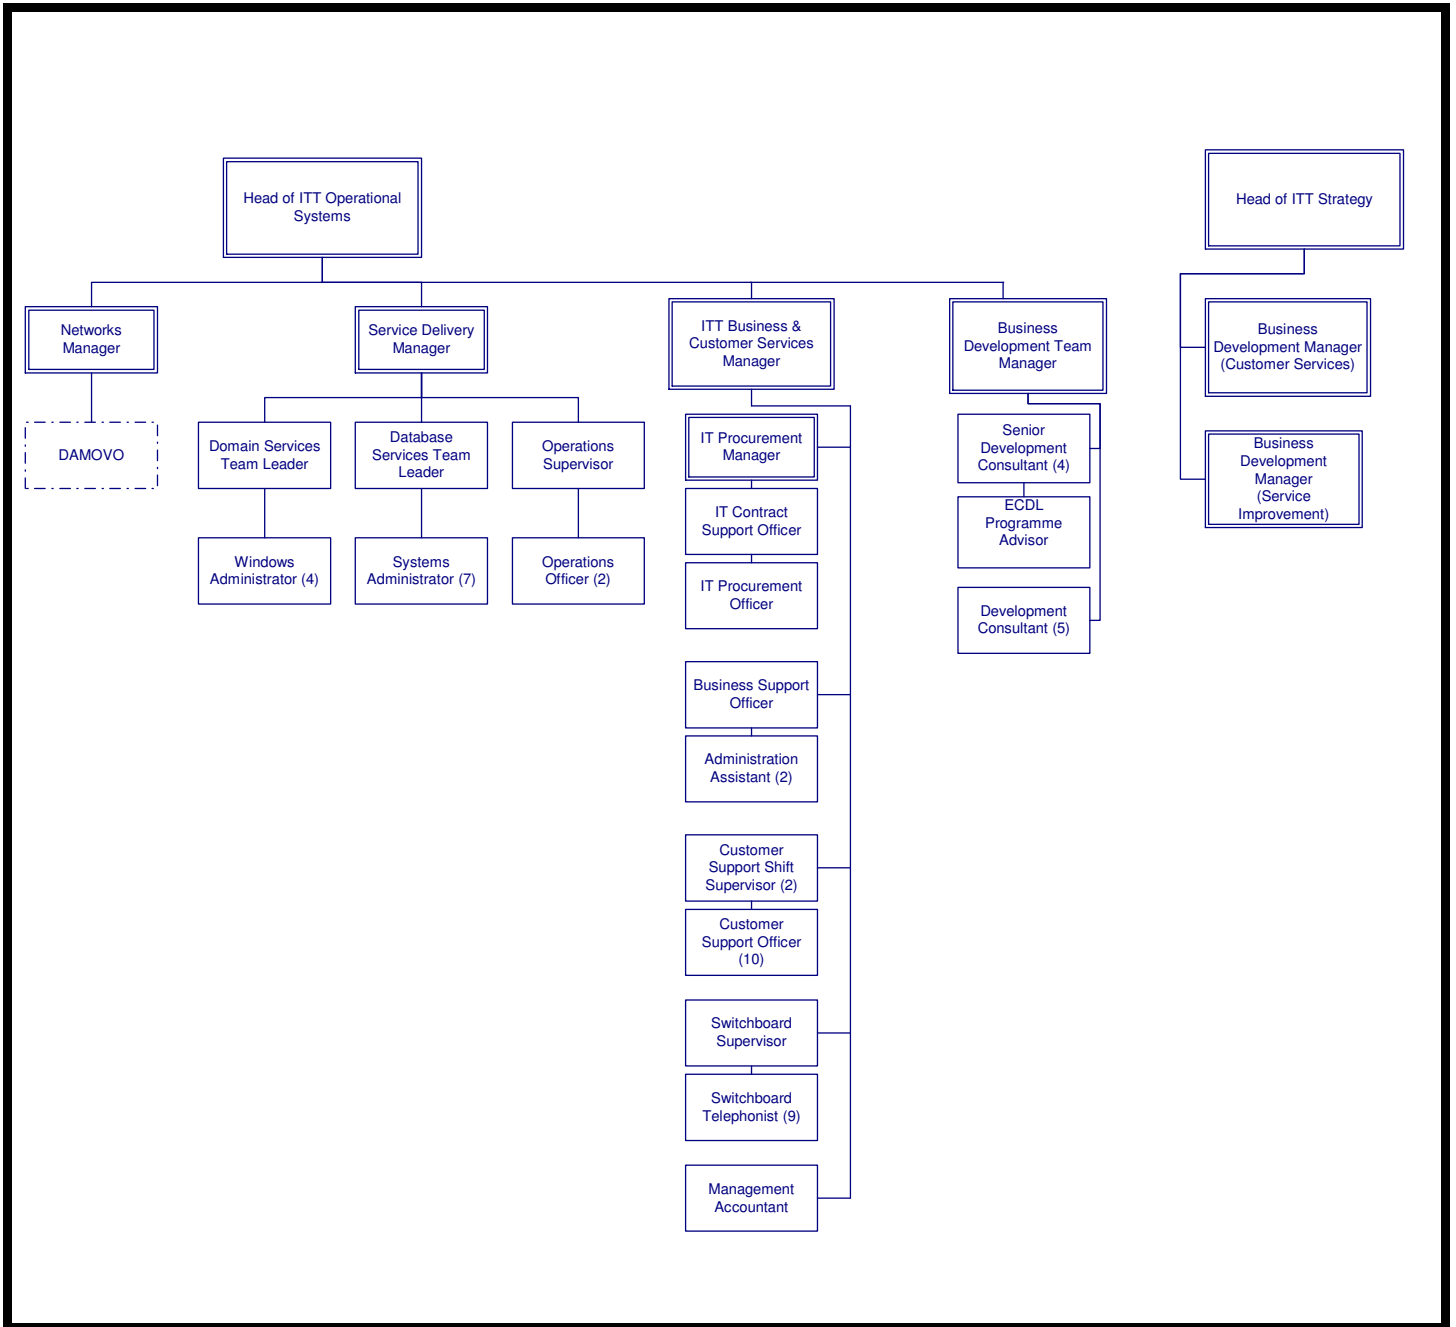 Head of ITT Operational
Systems
Head of ITT Strategy
Networks
Manager
Service Delivery
Manager
ITT Business &
Customer Services
Manager
Business
Development Team
Manager
Business
Development Manager
(Customer Services)
DAMOVO
Domain Services
Team Leader
Database
Services Team
Leader
Operations
Supervisor
IT Procurement
Manager
Senior
Development
Consultant (4)
Business
Development
Manager
(Service
Improvement)
IT Contract
Support Officer
ECDL
Programme
Advisor
Windows
Administrator (4)
Systems
Administrator (7)
Operations
Officer (2)
IT Procurement
Officer
Development
Consultant (5)
Business Support
Officer
Administration
Assistant (2)
Customer
Support Shift
Supervisor (2)
Customer
Support Officer
(10)
Switchboard
Supervisor
Switchboard
Telephonist (9)
Management
Accountant